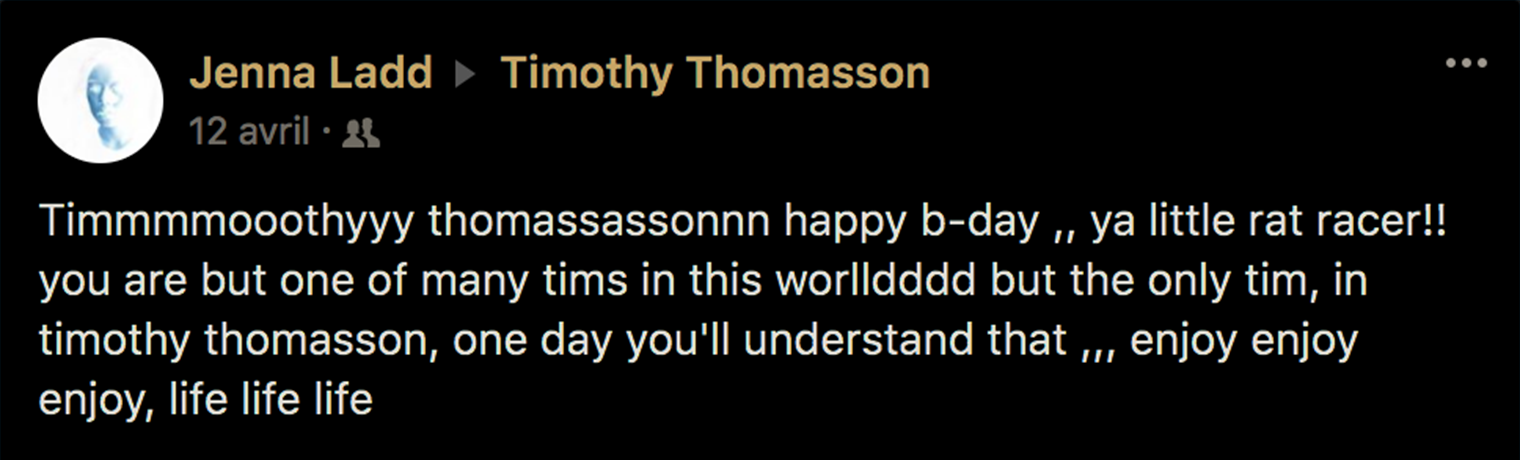 Jenna Ladd ▸ Timothy Thomasson
12 avril ·
Timmmmooothyyy thomassassonnn happy b-day ,, ya little rat racer!!
you are but one of many tims in this worlldddd but the only tim, in
timothy thomasson, one day you'll understand that ,,, enjoy enjoy
enjoy, life life life